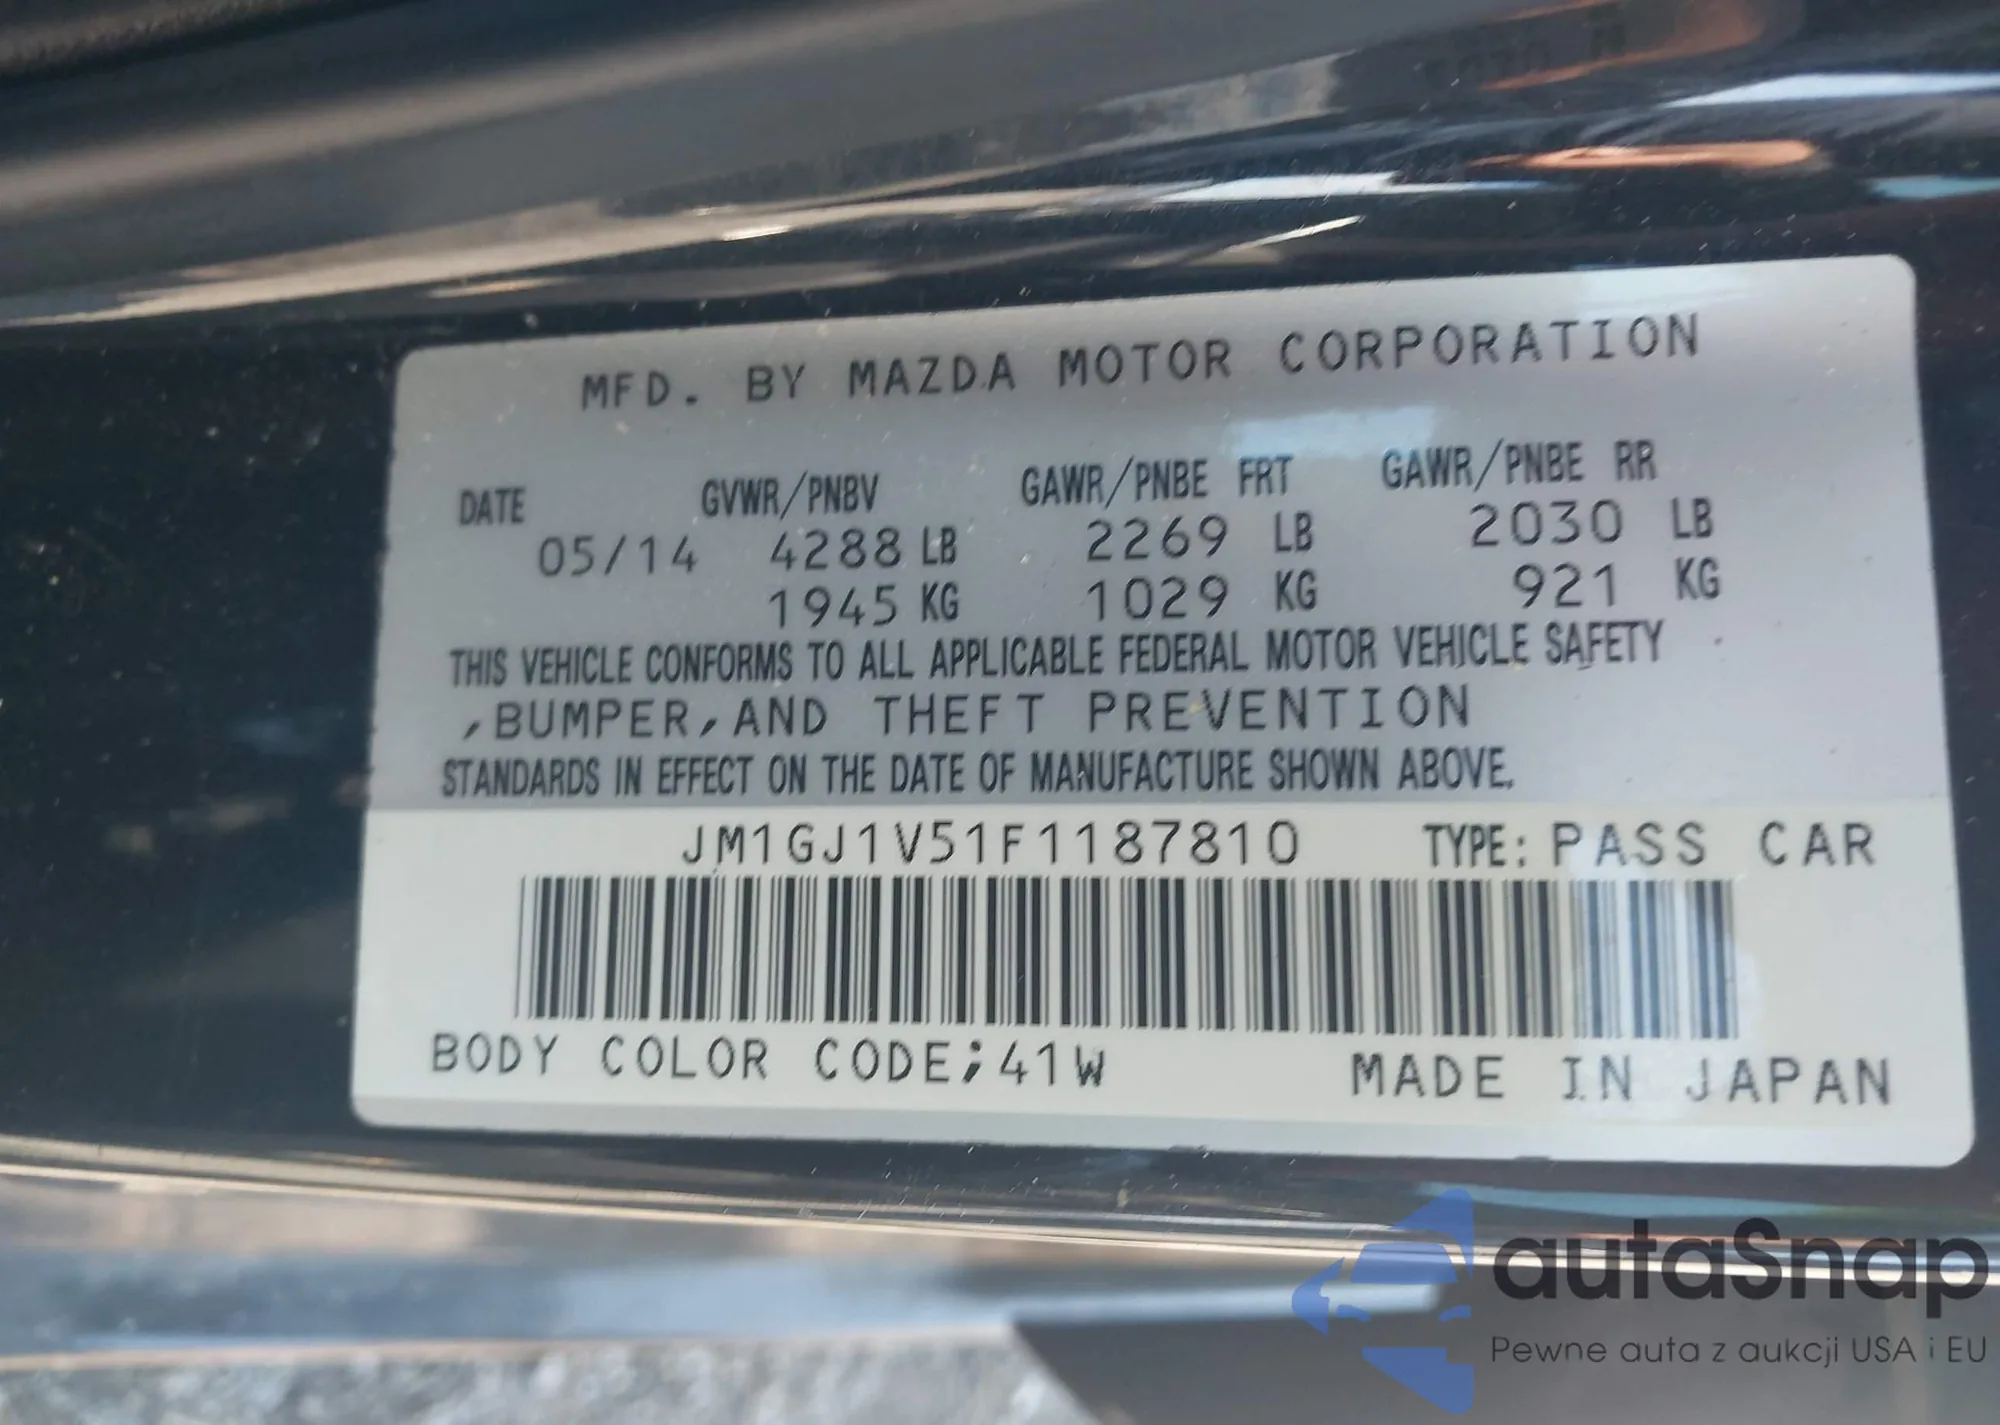 MFD. BY MAZDA MOTOR CORPORATION
DATE GVWR/PNBV GAWR/PNBE FRT GAWR/PNBE RR
05/14 4288 LB 2269 LB 2030 LB
1945 KG 1029 KG 921 KG
THIS VEHICLE CONFORMS TO ALL APPLICABLE FEDERAL MOTOR VEHICLE SAFETY
,BUMPER,AND THEFT PREVENTION
STANDARDS IN EFFECT ON THE DATE OF MANUFACTURE SHOWN ABOVE.
JM1GJ1V51F1187810 TYPE: PASS CAR
BODY COLOR CODE;41W MADE IN JAPAN
autaSnap
Pewne auta z aukcji USA i EU